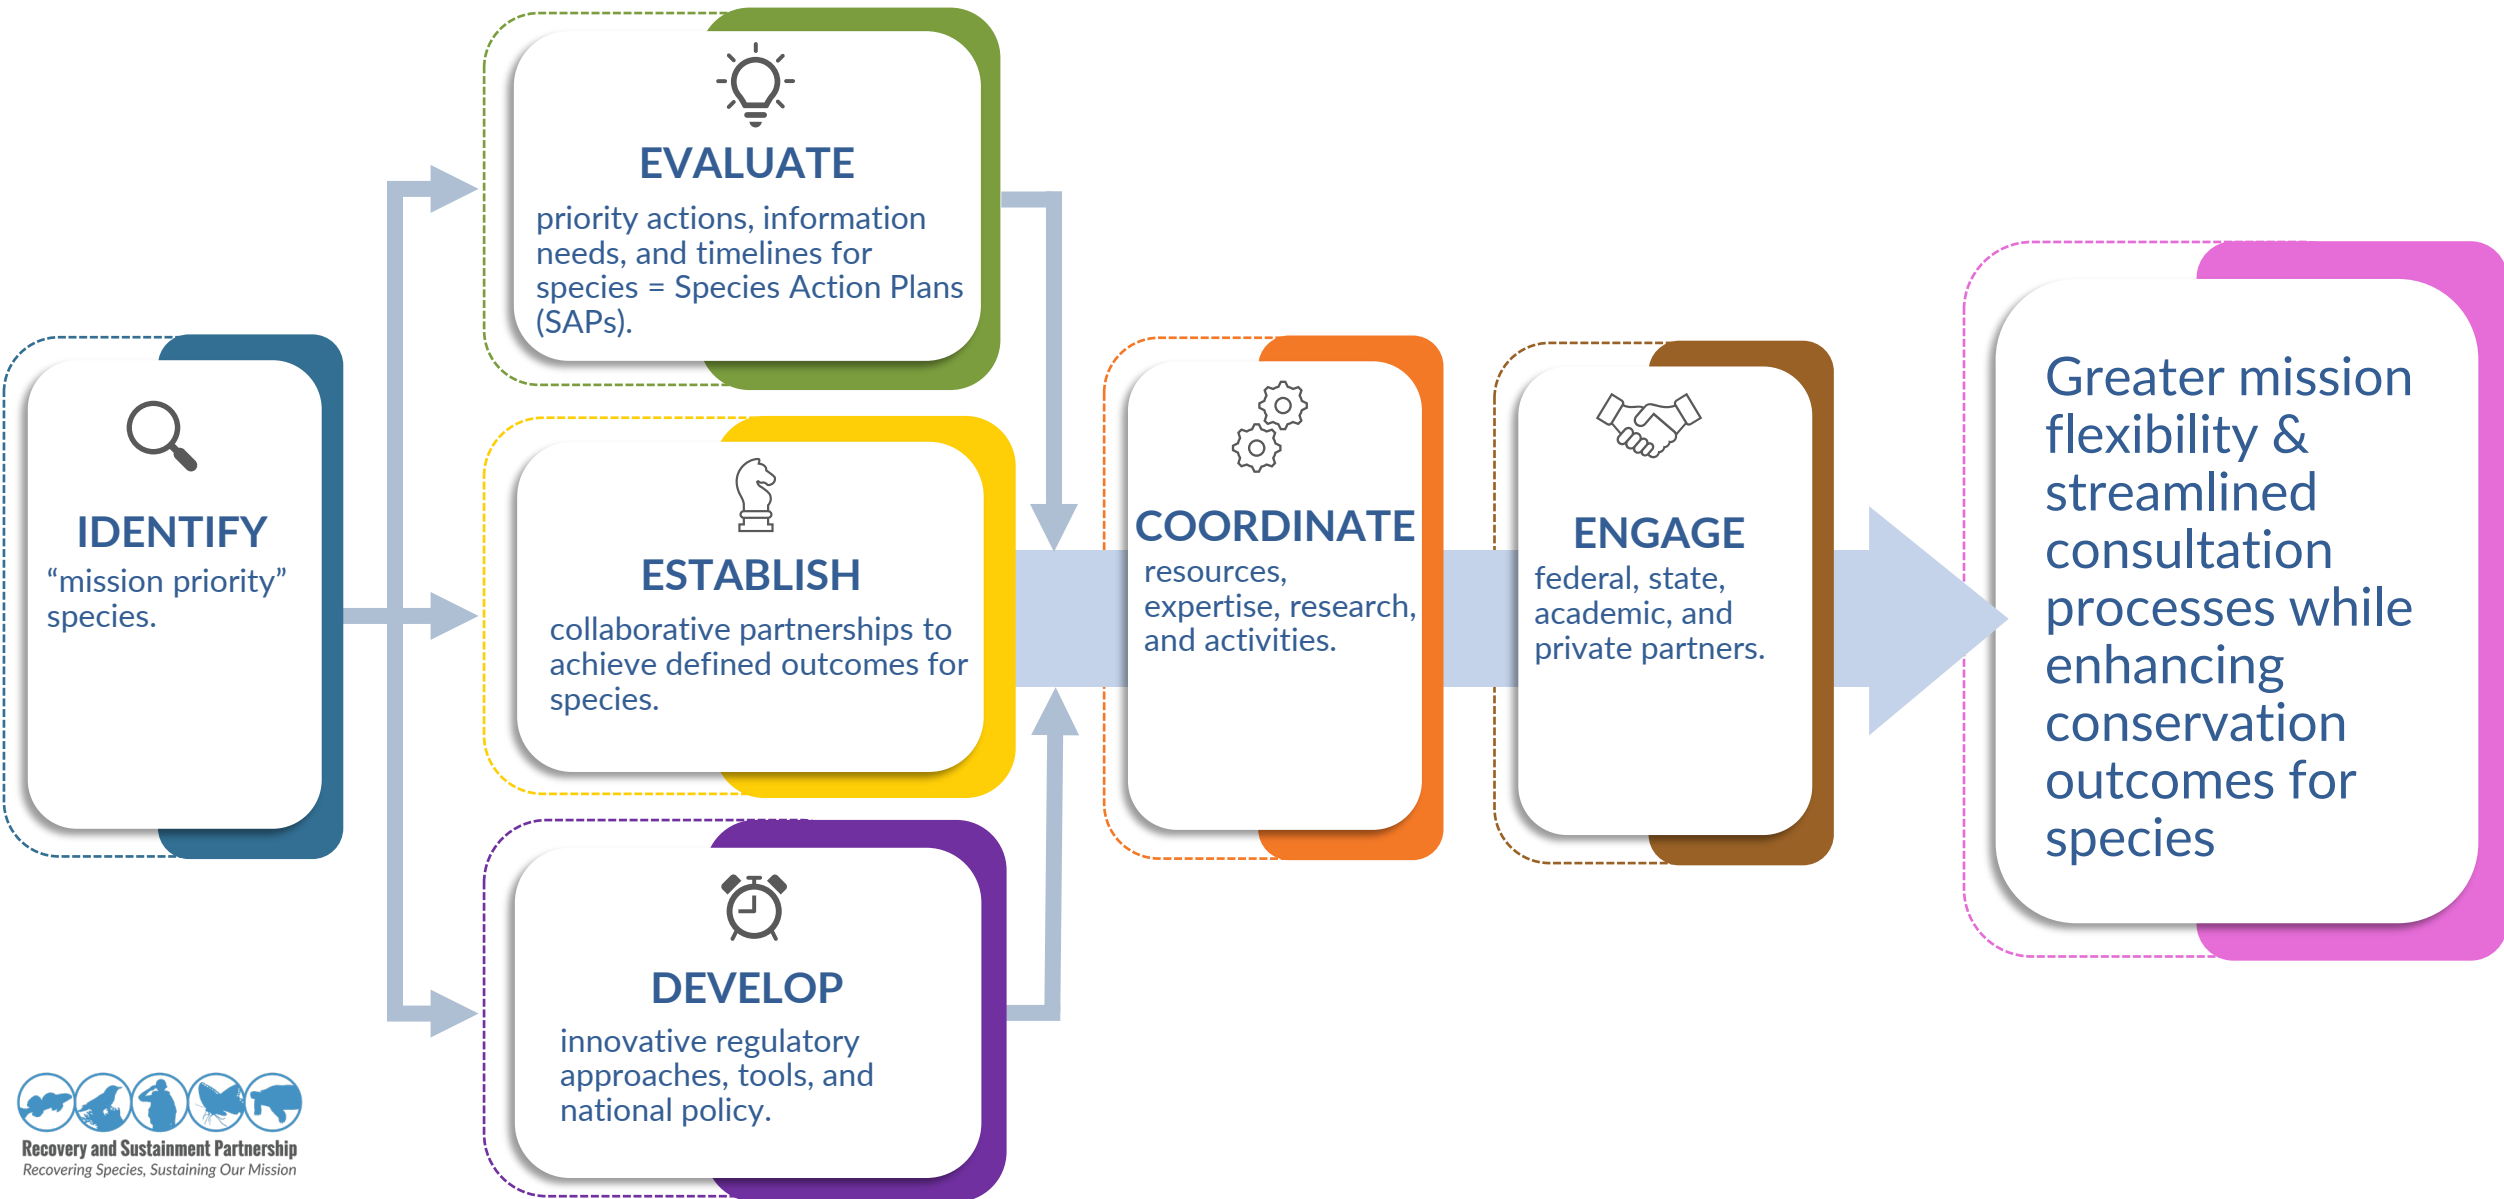 IDENTIFY
“mission priority”
species.
EVALUATE
priority actions, information
needs, and timelines for
species = Species Action Plans
(SAPs).
ESTABLISH
collaborative partnerships to
achieve defined outcomes for
species.
DEVELOP
innovative regulatory
approaches, tools, and
national policy.
COORDINATE
resources,
expertise, research,
and activities.
ENGAGE
federal, state,
academic, and
private partners.
Greater mission
flexibility &
streamlined
consultation
processes while
enhancing
conservation
outcomes for
species
Recovery and Sustainment Partnership
Recovering Species, Sustaining Our Mission